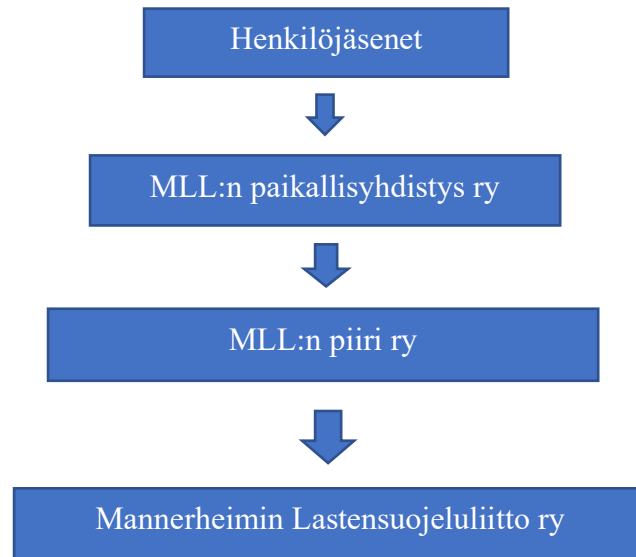 Henkilöjäsenet
MLL:n paikallisyhdistys ry
MLL:n piiri ry
Mannerheimin Lastensuojeluliitto ry